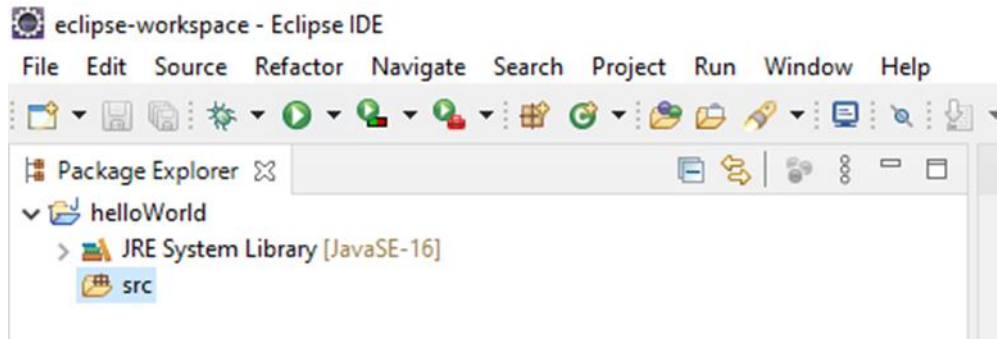 eclipse-workspace - Eclipse IDE
File Edit Source Refactor Navigate Search Project Run Window Help
Package Explorer
helloWorld
JRE System Library [JavaSE-16]
src